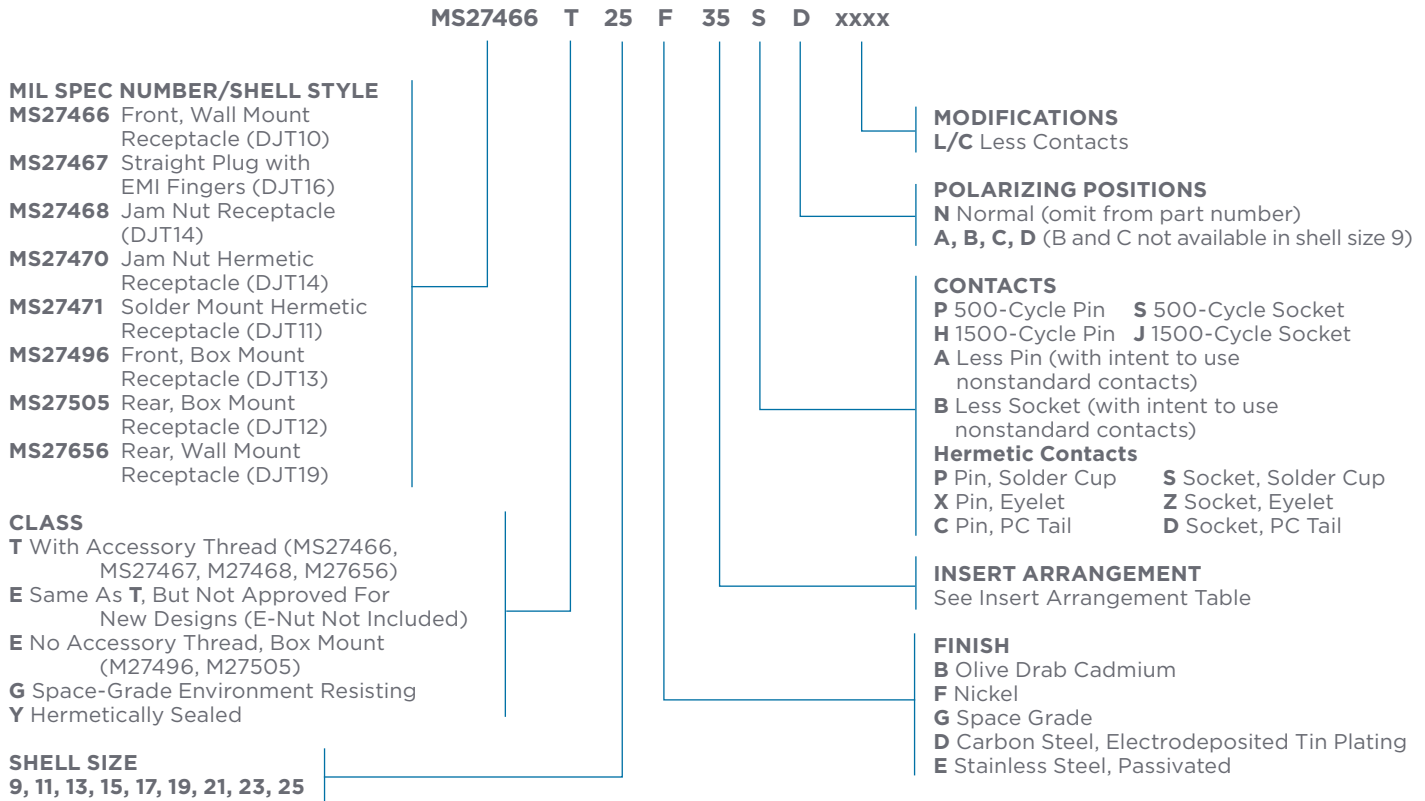 MS27466 T 25 F 35 S D xxxx
MIL SPEC NUMBER/SHELL STYLE
MS27466 Front, Wall Mount
Receptacle (DJT10)
MS27467 Straight Plug with
EMI Fingers (DJT16)
MS27468 Jam Nut Receptacle
(DJT14)
MS27470 Jam Nut Hermetic
Receptacle (DJT14)
MS27471 Solder Mount Hermetic
Receptacle (DJT11)
MS27496 Front, Box Mount
Receptacle (DJT13)
MS27505 Rear, Box Mount
Receptacle (DJT12)
MS27656 Rear, Wall Mount
Receptacle (DJT19)
CLASS
T With Accessory Thread (MS27466,
MS27467, M27468, M27656)
E Same As T, But Not Approved For
New Designs (E-Nut Not Included)
E No Accessory Thread, Box Mount
(M27496, M27505)
G Space-Grade Environment Resisting
Y Hermetically Sealed
SHELL SIZE
9, 11, 13, 15, 17, 19, 21, 23, 25
MODIFICATIONS
L/C Less Contacts
POLARIZING POSITIONS
N Normal (omit from part number)
A, B, C, D (B and C not available in shell size 9)
CONTACTS
P 500-Cycle Pin S 500-Cycle Socket
H 1500-Cycle Pin J 1500-Cycle Socket
A Less Pin (with intent to use
nonstandard contacts)
B Less Socket (with intent to use
nonstandard contacts)
Hermetic Contacts
P Pin, Solder Cup S Socket, Solder Cup
X Pin, Eyelet Z Socket, Eyelet
C Pin, PC Tail D Socket, PC Tail
INSERT ARRANGEMENT
See Insert Arrangement Table
FINISH
B Olive Drab Cadmium
F Nickel
G Space Grade
D Carbon Steel, Electrodeposited Tin Plating
E Stainless Steel, Passivated